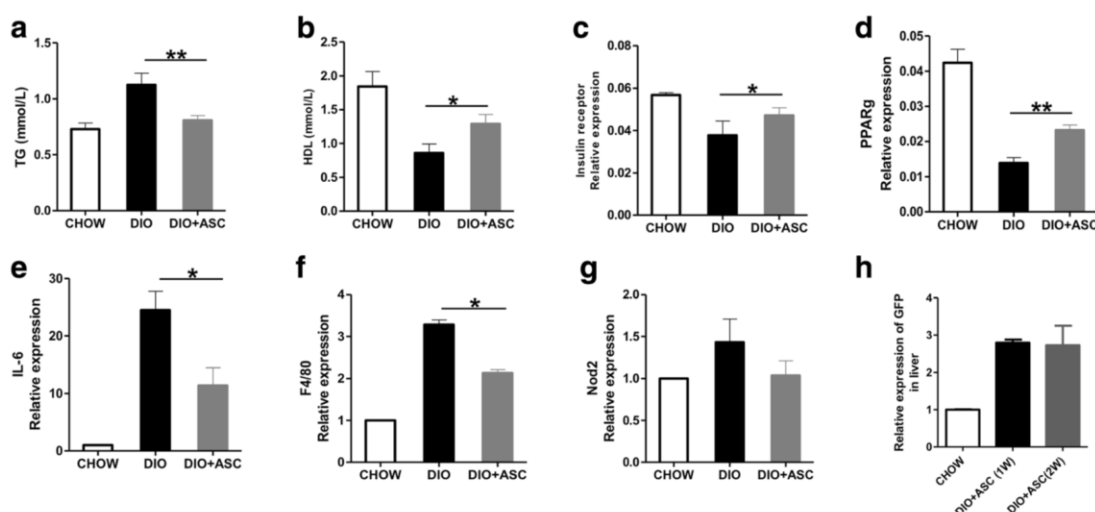 a
TG (mmol/L)
1.5
1.0
0.5
0.0
**
CHOW DIO DIO+ASC
b
HDL (mmol/L)
2.5
2.0
1.5
1.0
0.5
0.0
*
CHOW DIO DIO+ASC
c
Insulin receptor
Relative expression
0.08
0.06
0.04
0.02
0.00
*
CHOW DIO DIO+ASC
d
PPARg
Relative expression
0.05
0.04
0.03
0.02
0.01
0.00
**
CHOW DIO DIO+ASC
e
IL-6
Relative expression
30
20
10
0
*
CHOW DIO DIO+ASC
f
F4/80
Relative expression
4
3
2
1
0
*
CHOW DIO DIO+ASC
g
Nod2
Relative expression
2.0
1.5
1.0
0.5
0.0
CHOW DIO DIO+ASC
h
Relative expression of GFP
in liver
4
3
2
1
0
CHOW
DIO+ASC (1W)
DIO+ASC(2W)